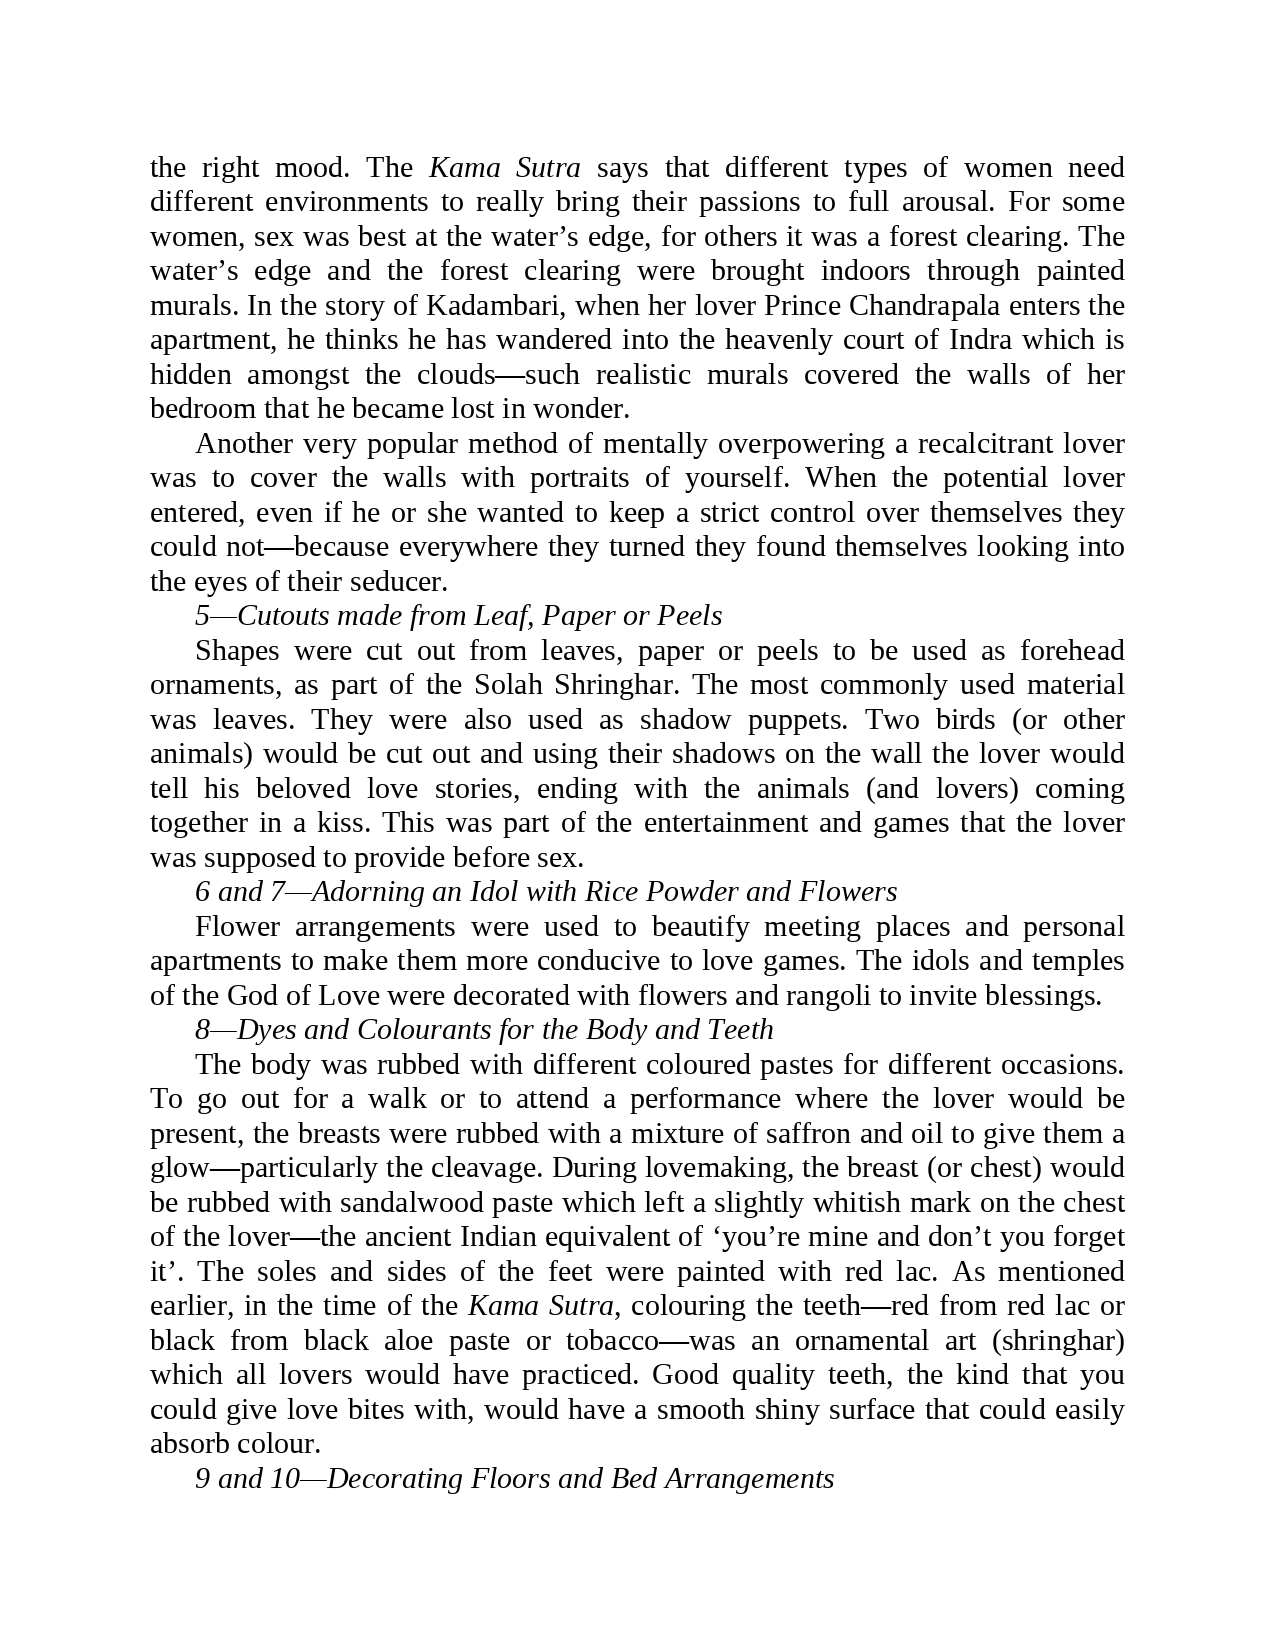 the right mood. The Kama Sutra says that different types of women need
different environments to really bring their passions to full arousal. For some
women, sex was best at the water’s edge, for others it was a forest clearing. The
water’s edge and the forest clearing were brought indoors through painted
murals. In the story of Kadambari, when her lover Prince Chandrapala enters the
apartment, he thinks he has wandered into the heavenly court of Indra which is
hidden amongst the clouds—such realistic murals covered the walls of her
bedroom that he became lost in wonder.
Another very popular method of mentally overpowering a recalcitrant lover
was to cover the walls with portraits of yourself. When the potential lover
entered, even if he or she wanted to keep a strict control over themselves they
could not—because everywhere they turned they found themselves looking into
the eyes of their seducer.
5—Cutouts made from Leaf, Paper or Peels
Shapes were cut out from leaves, paper or peels to be used as forehead
ornaments, as part of the Solah Shringhar. The most commonly used material
was leaves. They were also used as shadow puppets. Two birds (or other
animals) would be cut out and using their shadows on the wall the lover would
tell his beloved love stories, ending with the animals (and lovers) coming
together in a kiss. This was part of the entertainment and games that the lover
was supposed to provide before sex.
6 and 7—Adorning an Idol with Rice Powder and Flowers
Flower arrangements were used to beautify meeting places and personal
apartments to make them more conducive to love games. The idols and temples
of the God of Love were decorated with flowers and rangoli to invite blessings.
8—Dyes and Colourants for the Body and Teeth
The body was rubbed with different coloured pastes for different occasions.
To go out for a walk or to attend a performance where the lover would be
present, the breasts were rubbed with a mixture of saffron and oil to give them a
glow—particularly the cleavage. During lovemaking, the breast (or chest) would
be rubbed with sandalwood paste which left a slightly whitish mark on the chest
of the lover—the ancient Indian equivalent of ‘you’re mine and don’t you forget
it’. The soles and sides of the feet were painted with red lac. As mentioned
earlier, in the time of the Kama Sutra, colouring the teeth—red from red lac or
black from black aloe paste or tobacco—was an ornamental art (shringhar)
which all lovers would have practiced. Good quality teeth, the kind that you
could give love bites with, would have a smooth shiny surface that could easily
absorb colour.
9 and 10—Decorating Floors and Bed Arrangements